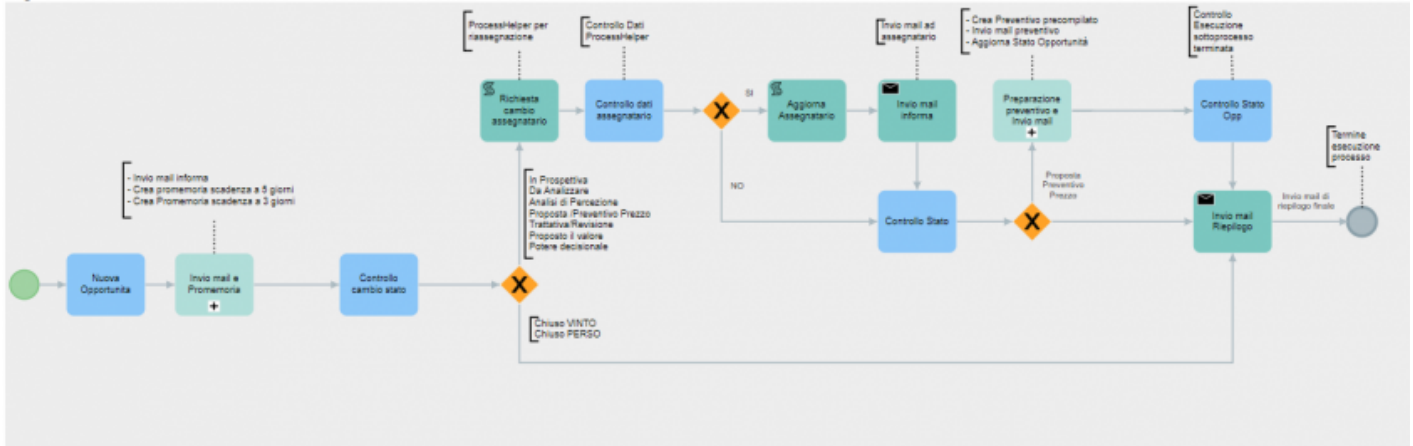 ProcessHelper per
riassegnazione
Controllo Dati
ProcessHelper
Invio mail ad
assegnatario
- Crea Preventivo precompilato
- Invio mail preventivo
- Aggiorna Stato Opportunità
Controllo
Esecuzione
sottoprocesso
terminata
Richiesta
cambio
assegnatario
Controllo dati
assegnatario
SI
Aggiorna
Assegnatario
Invio mail
informa
Preparazione
preventivo e
Invio mail
Controllo Stato
Opp
Termine
esecuzione
processo
- Invio mail informa
- Crea promemoria scadenza a 5 giorni
- Crea Promemoria scadenza a 3 giorni
In Prospettiva
Da Analizzare
Analisi di Percezione
Proposta /Preventivo Prezzo
Trattativa/Revisione
Proposto il valore
Potere decisionale
NO
Controllo Stato
Proposta
Preventivo
Prezzo
Invio mail
Riepilogo
Invio mail di
riepilogo finale
Nuova
Opportunita
Invio mail e
Promemoria
Controllo
cambio stato
Chiuso VINTO
Chiuso PERSO